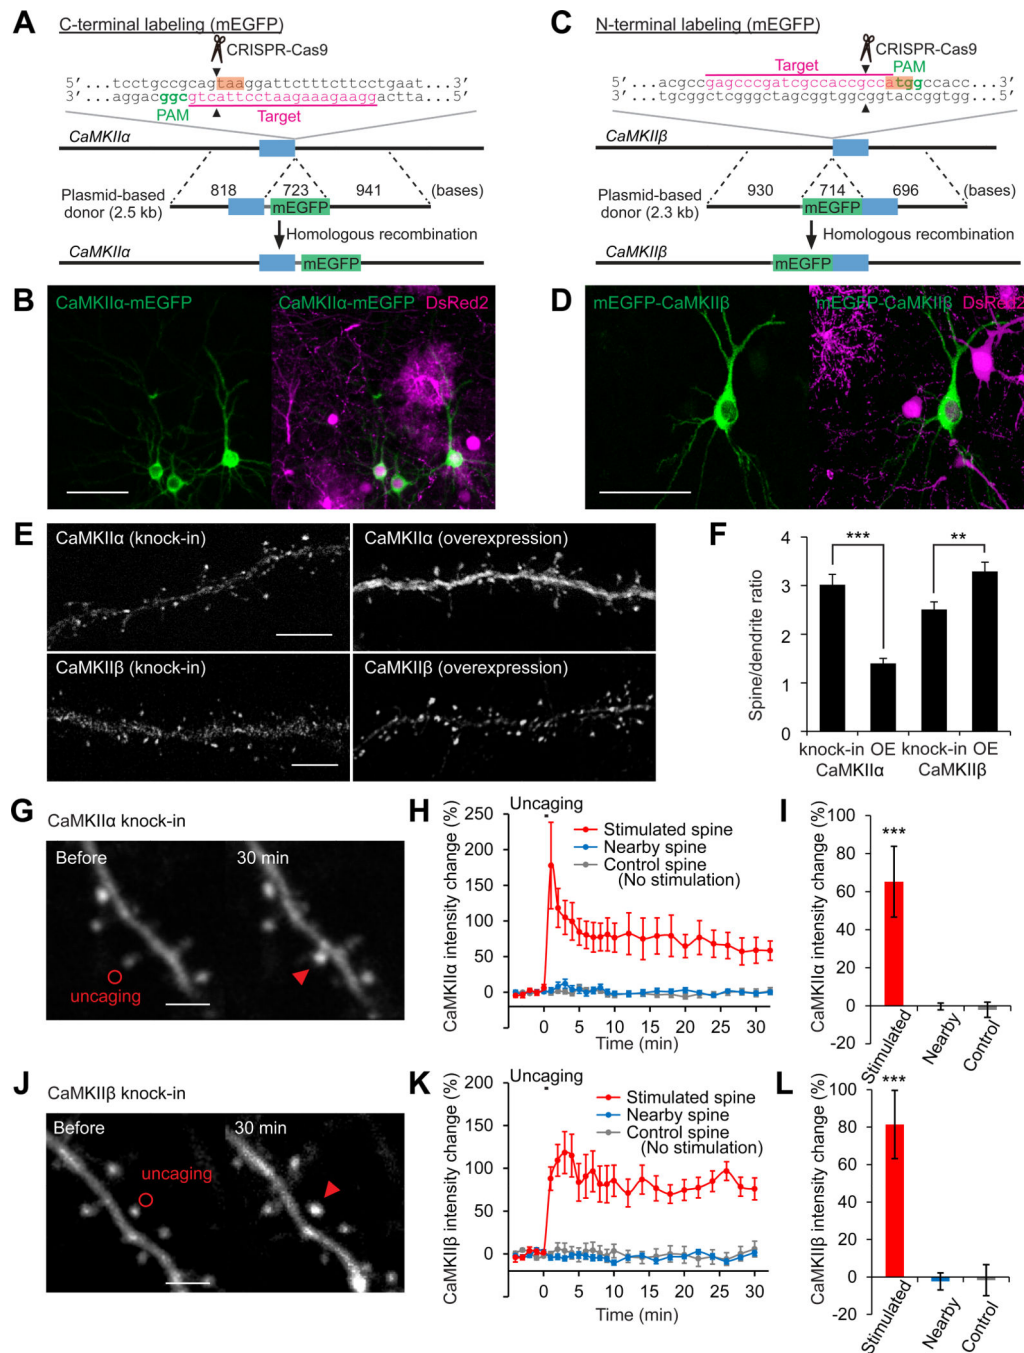 A
C-terminal labeling (mEGFP)
CRISPR-Cas9
5′...tcctgccgcagtaaggattctttcttcctgaat...3′
3′...aggacggcgtcattcctaagaaagaaggactta...5′
PAM Target
CaMKIIα
818 723 941 (bases)
Plasmid-based
donor (2.5 kb)
mEGFP
Homologous recombination
CaMKIIα
mEGFP
C
N-terminal labeling (mEGFP)
CRISPR-Cas9
Target PAM
5′...acgccgagcccgatcgccaccgccatggccacc...3′
3′...tgcggctcgggctagcggtggcggtaccggtgg...5′
CaMKIIβ
930 714 696 (bases)
Plasmid-based
donor (2.3 kb)
mEGFP
Homologous recombination
CaMKIIβ
mEGFP
B
CaMKIIα-mEGFP
CaMKIIα-mEGFP DsRed2
D
mEGFP-CaMKIIβ
mEGFP-CaMKIIβ DsRed2
E
CaMKIIα (knock-in)
CaMKIIα (overexpression)
CaMKIIβ (knock-in)
CaMKIIβ (overexpression)
F
Spine/dendrite ratio
4
3
2
1
0
***
**
knock-in OE knock-in OE
CaMKIIα CaMKIIβ
G
CaMKIIα knock-in
Before
30 min
uncaging
H
CaMKIIα intensity change (%)
250
200
150
100
50
0
Uncaging
Stimulated spine
Nearby spine
Control spine
(No stimulation)
0 5 10 15 20 25 30
Time (min)
I
CaMKIIα intensity change (%)
100
80
60
40
20
0
-20
***
Stimulated
Nearby
Control
J
CaMKIIβ knock-in
Before
30 min
uncaging
K
CaMKIIβ intensity change (%)
200
150
100
50
0
Uncaging
Stimulated spine
Nearby spine
Control spine
(No stimulation)
0 5 10 15 20 25 30
Time (min)
L
CaMKIIβ intensity change (%)
100
80
60
40
20
0
-20
***
Stimulated
Nearby
Control